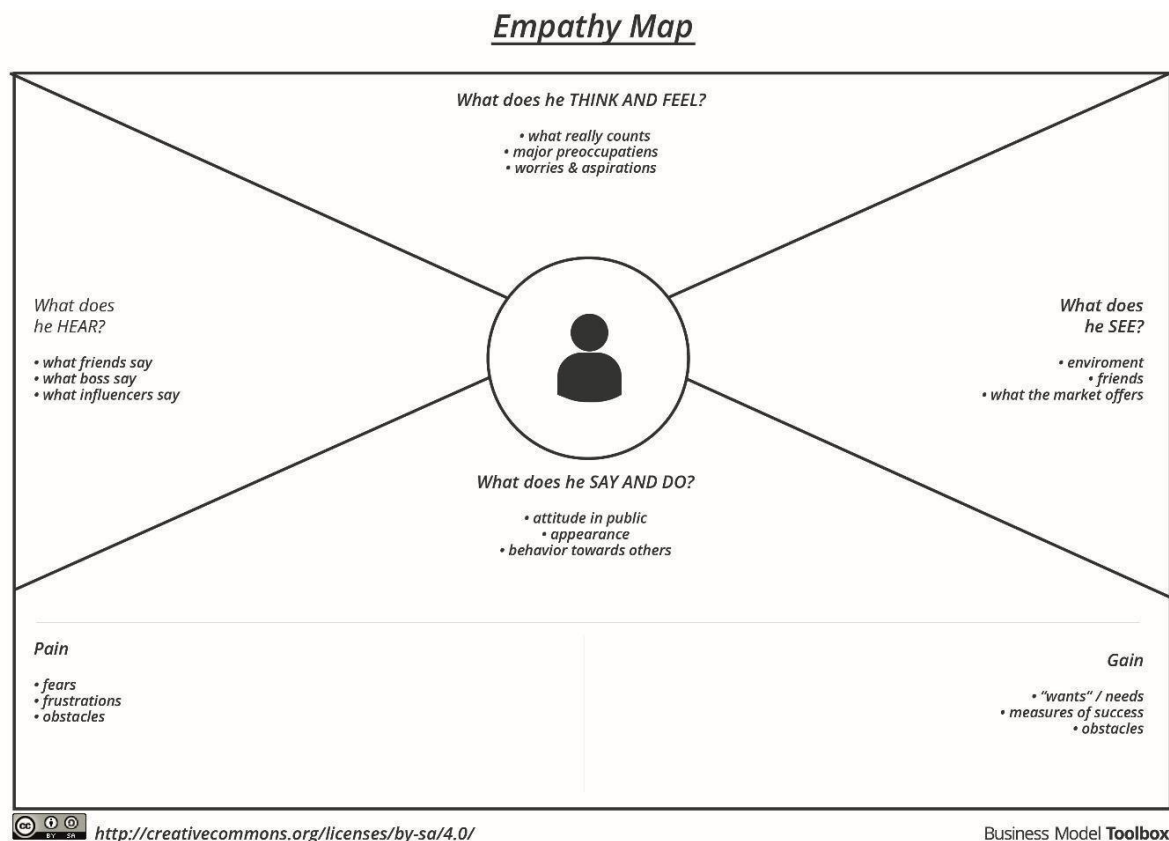 Empathy Map
What does he THINK AND FEEL?
• what really counts
• major preoccupatiens
• worries & aspirations
What does
he HEAR?
• what friends say
• what boss say
• what influencers say
What does
he SEE?
• enviroment
• friends
• what the market offers
What does he SAY AND DO?
• attitude in public
• appearance
• behavior towards others
Pain
• fears
• frustrations
• obstacles
Gain
• “wants“ / needs
• measures of success
• obstacles
cc BY SA http://creativecommons.org/licenses/by-sa/4.0/
Business Model Toolbox